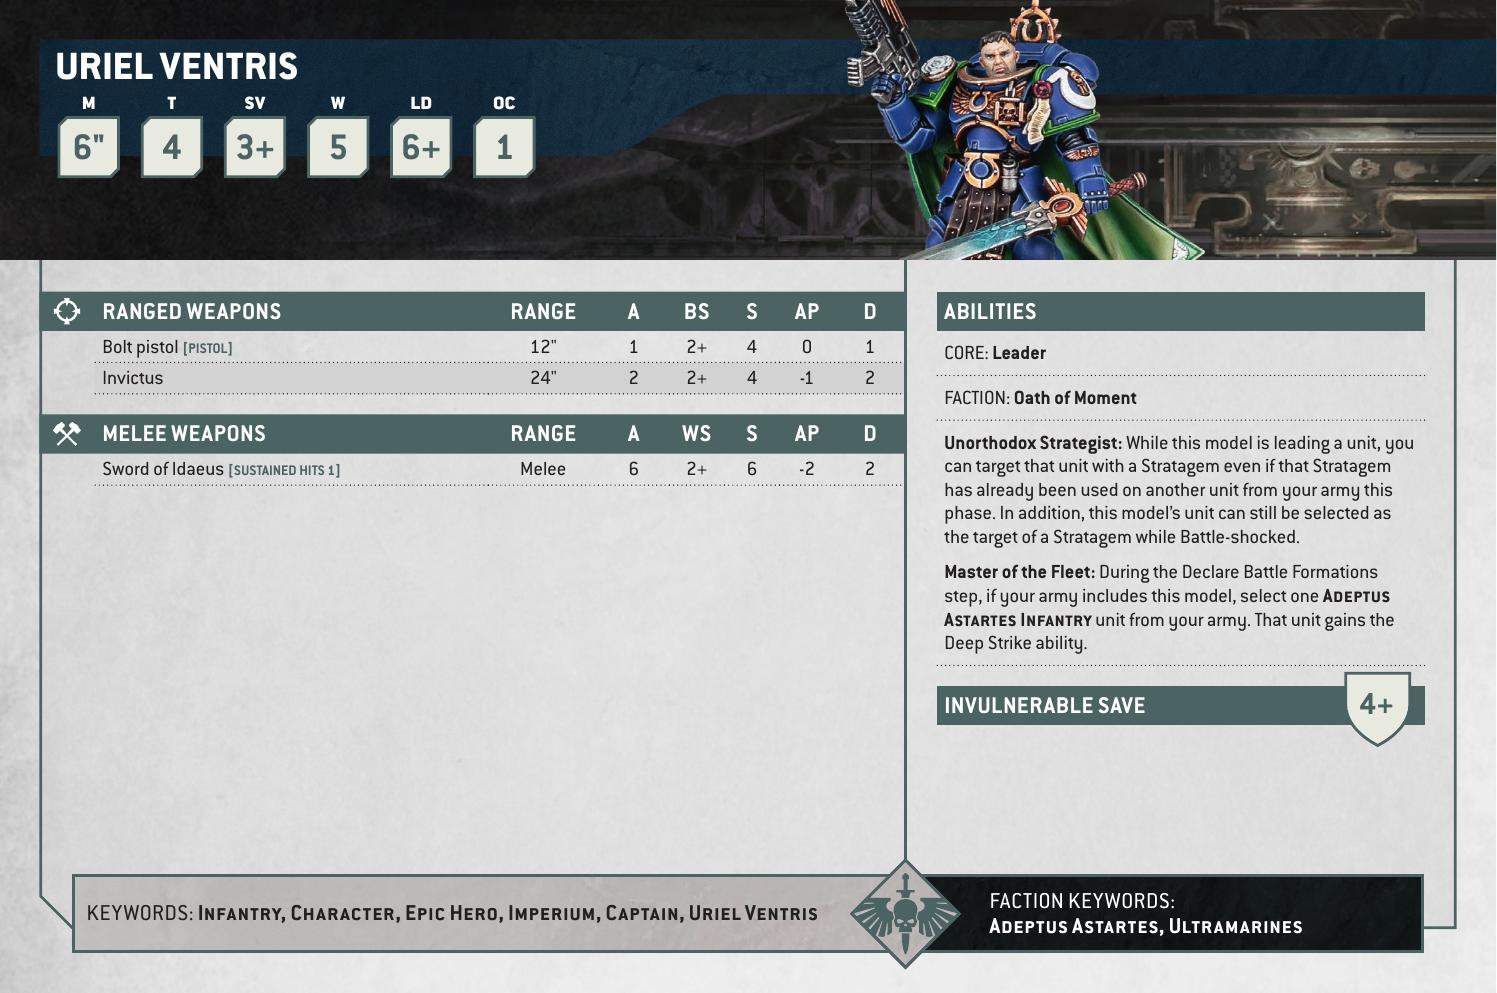 URIEL VENTRIS
M T SV W LD OC
6" 4 3+ 5 6+ 1
RANGED WEAPONS RANGE A BS S AP D
Bolt pistol [PISTOL] 12" 1 2+ 4 0 1
Invictus 24" 2 2+ 4 -1 2
MELEE WEAPONS RANGE A WS S AP D
Sword of Idaeus [SUSTAINED HITS 1] Melee 6 2+ 6 -2 2
ABILITIES
CORE: Leader
FACTION: Oath of Moment
Unorthodox Strategist: While this model is leading a unit, you
can target that unit with a Stratagem even if that Stratagem
has already been used on another unit from your army this
phase. In addition, this model’s unit can still be selected as
the target of a Stratagem while Battle-shocked.
Master of the Fleet: During the Declare Battle Formations
step, if your army includes this model, select one ADEPTUS
ASTARTES INFANTRY unit from your army. That unit gains the
Deep Strike ability.
INVULNERABLE SAVE 4+
KEYWORDS: INFANTRY, CHARACTER, EPIC HERO, IMPERIUM, CAPTAIN, URIEL VENTRIS
FACTION KEYWORDS:
ADEPTUS ASTARTES, ULTRAMARINES